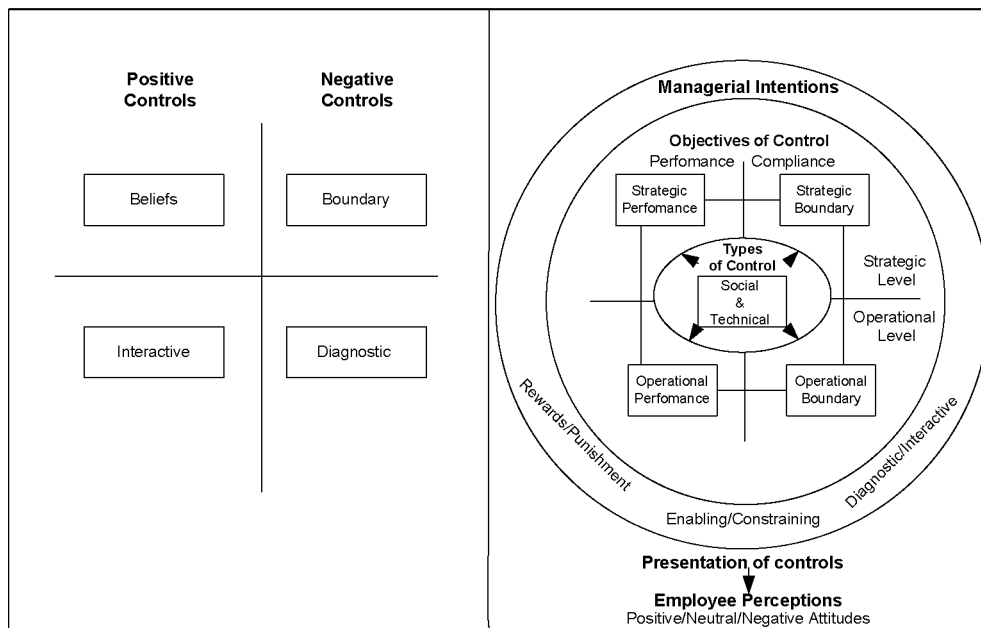 Positive
Controls
Negative
Controls
Beliefs
Boundary
Interactive
Diagnostic
Managerial Intentions
Objectives of Control
Perfomance
Compliance
Strategic
Perfomance
Strategic
Boundary
Types
of Control
Social
&
Technical
Strategic
Level
Operational
Level
Operational
Perfomance
Operational
Boundary
Rewards/Punishment
Enabling/Constraining
Diagnostic/Interactive
Presentation of controls
Employee Perceptions
Positive/Neutral/Negative Attitudes